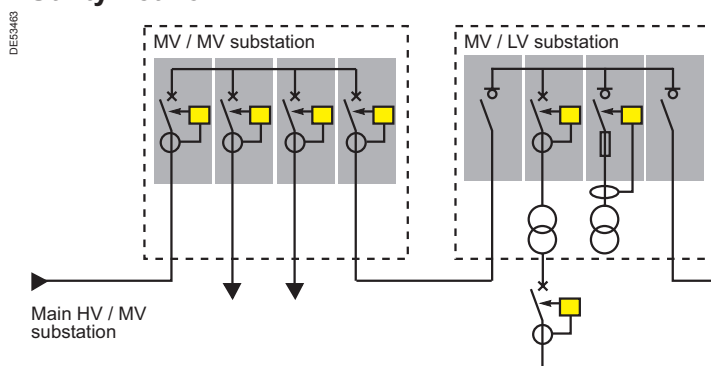 DE53463
MV / MV substation
MV / LV substation
Main HV / MV
substation